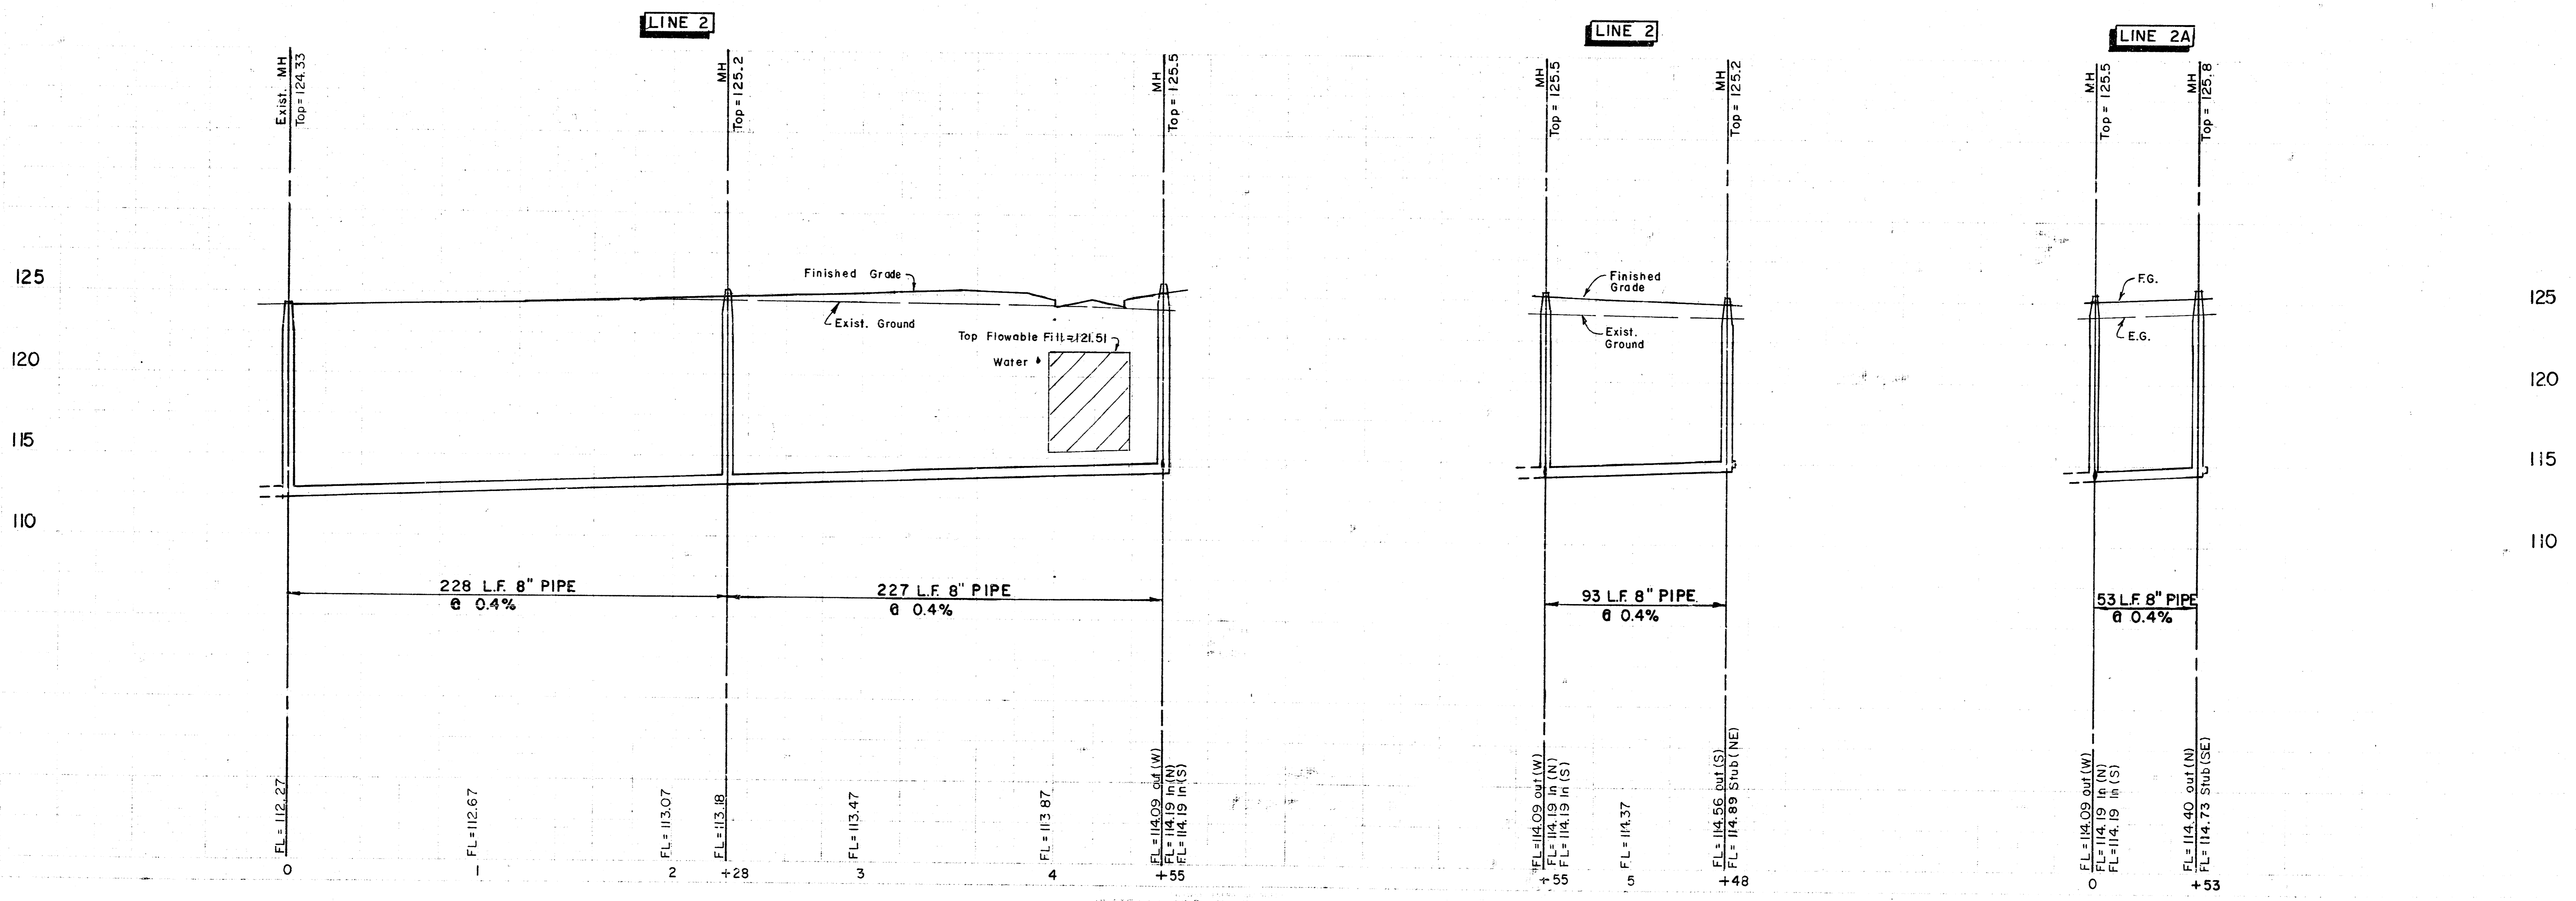 LINE 2
LINE 2
LINE 2A
Exist. MH
Top = 124.33
MH
Top = 125.2
MH
Top = 125.5
MH
Top = 125.5
MH
Top = 125.2
MH
Top = 125.5
MH
Top = 125.8
125
120
115
110
Finished Grade
Exist. Ground
Top Flowable Fill = 121.51
Water
Finished
Grade
Exist.
Ground
F.G.
E.G.
125
120
115
110
228 L.F. 8" PIPE
@ 0.4%
227 L.F. 8" PIPE
@ 0.4%
93 L.F. 8" PIPE
@ 0.4%
53 L.F. 8" PIPE
@ 0.4%
FL = 112.27
FL = 112.67
FL = 113.07
FL = 113.18
FL = 113.47
FL = 113.87
FL = 114.09 out (W)
FL = 114.19 In (N)
FL = 114.19 In (S)
FL = 114.09 out (W)
FL = 114.19 In (N)
FL = 114.19 In (S)
FL = 114.37
FL = 114.56 out (S)
FL = 114.89 Stub (NE)
FL = 114.09 out (W)
FL = 114.19 In (N)
FL = 114.19 In (S)
FL = 114.40 out (N)
FL = 114.73 Stub (SE)
0
1
2
+28
3
4
+55
+55
5
+48
0
+53